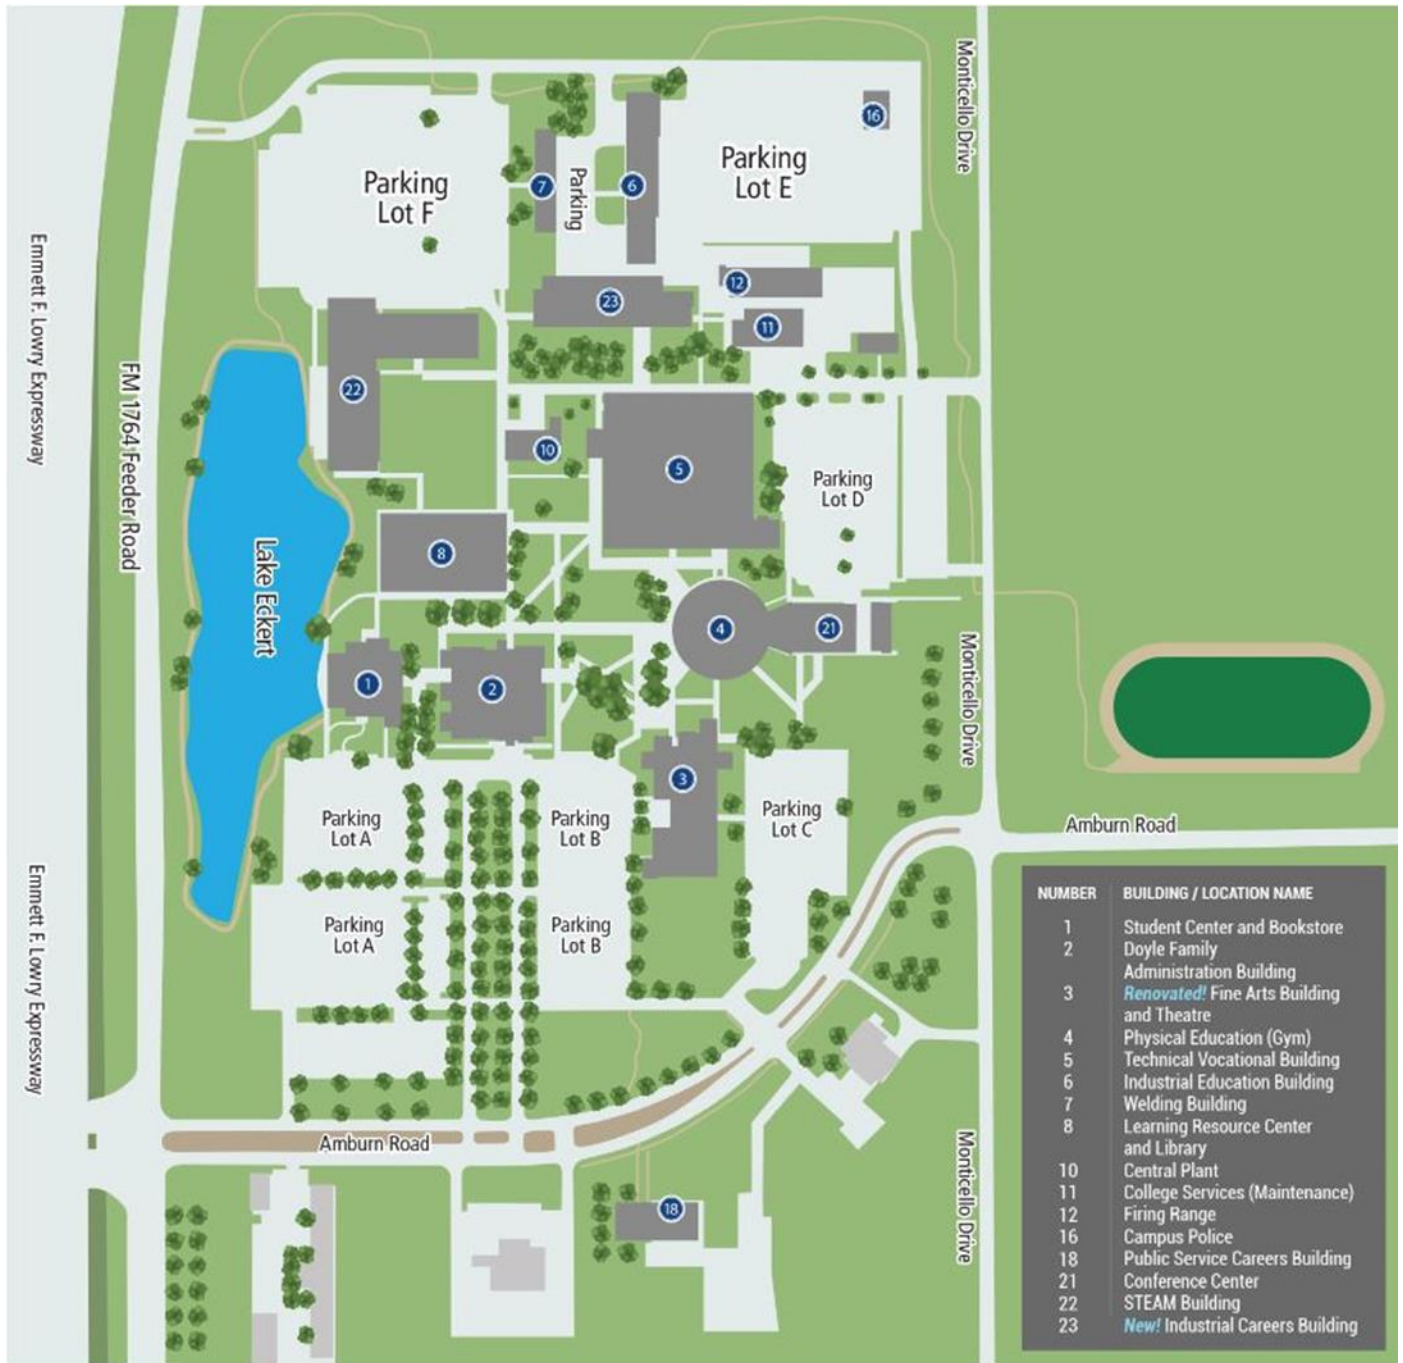 Monticello Drive
16
Parking
Lot E
Parking
Lot F
7
Parking
6
Emmett F. Lowry Expressway
12
23
11
FM 1764 Feeder Road
22
10
5
Parking
Lot D
Lake Eckert
8
4
21
Monticello Drive
1
2
3
Parking
Lot A
Parking
Lot B
Parking
Lot C
Amburn Road
Parking
Lot A
Parking
Lot B
Emmett F. Lowry Expressway
Amburn Road
Monticello Drive
18
NUMBER BUILDING / LOCATION NAME
1 Student Center and Bookstore
2 Doyle Family
Administration Building
3 Renovated! Fine Arts Building
and Theatre
4 Physical Education (Gym)
5 Technical Vocational Building
6 Industrial Education Building
7 Welding Building
8 Learning Resource Center
and Library
10 Central Plant
11 College Services (Maintenance)
12 Firing Range
16 Campus Police
18 Public Service Careers Building
21 Conference Center
22 STEAM Building
23 New! Industrial Careers Building